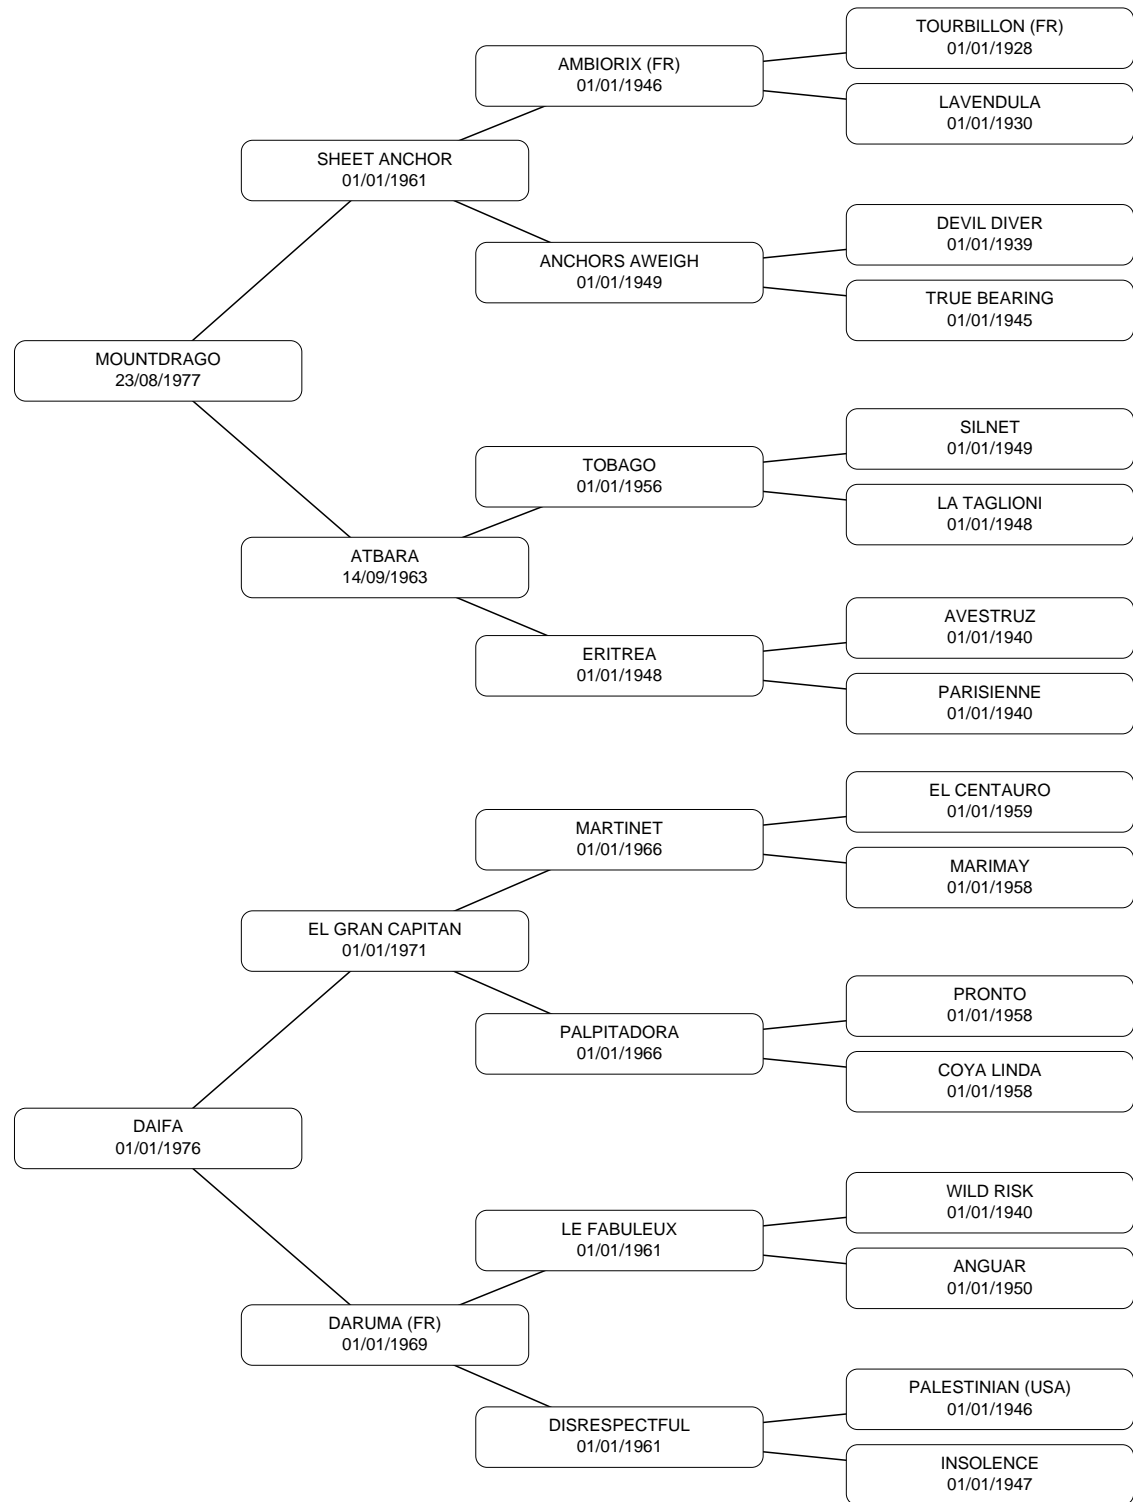 TOURBILLON (FR)
01/01/1928
AMBIORIX (FR)
01/01/1946
LAVENDULA
01/01/1930
SHEET ANCHOR
01/01/1961
DEVIL DIVER
01/01/1939
ANCHORS AWEIGH
01/01/1949
TRUE BEARING
01/01/1945
MOUNTDRAGO
23/08/1977
SILNET
01/01/1949
TOBAGO
01/01/1956
LA TAGLIONI
01/01/1948
ATBARA
14/09/1963
AVESTRUZ
01/01/1940
ERITREA
01/01/1948
PARISIENNE
01/01/1940
EL CENTAURO
01/01/1959
MARTINET
01/01/1966
MARIMAY
01/01/1958
EL GRAN CAPITAN
01/01/1971
PRONTO
01/01/1958
PALPITADORA
01/01/1966
COYA LINDA
01/01/1958
DAIFA
01/01/1976
WILD RISK
01/01/1940
LE FABULEUX
01/01/1961
ANGUAR
01/01/1950
DARUMA (FR)
01/01/1969
PALESTINIAN (USA)
01/01/1946
DISRESPECTFUL
01/01/1961
INSOLENCE
01/01/1947